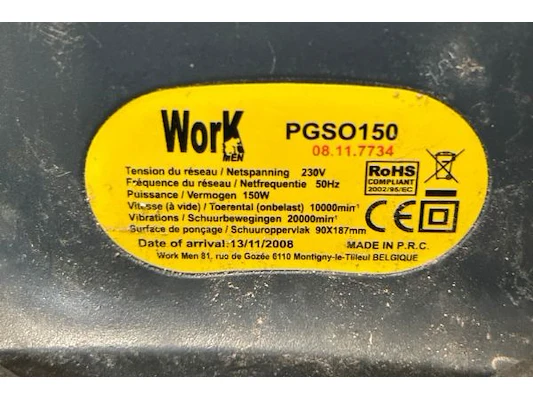 Work
MEN
PGSO150
08.11.7734
Tension du réseau / Netspanning 230V
Fréquence du réseau / Netfrequentie 50Hz
Puissance / Vermogen 150W
Vitesse (à vide) / Toerental (onbelast) 10000min⁻¹
Vibrations / Schuurbewegingen 20000min⁻¹
Surface de ponçage / Schuuroppervlak 90X187mm
Date of arrival:13/11/2008
RoHS
COMPLIANT
2002/95/EC
CE
MADE IN P.R.C.
Work Men 81, rue de Gozée 6110 Montigny-le-Tilleul BELGIQUE